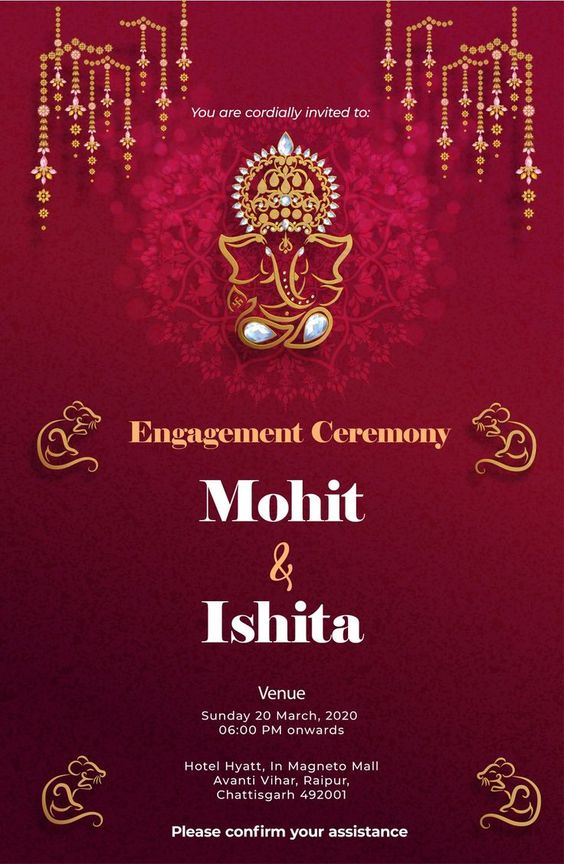 You are cordially invited to:
Engagement Ceremony
Mohit
&
Ishita
Venue
Sunday 20 March, 2020
06:00 PM onwards
Hotel Hyatt, In Magneto Mall
Avanti Vihar, Raipur,
Chattisgarh 492001
Please confirm your assistance